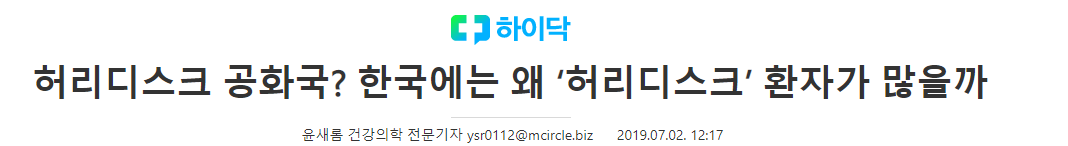 하이닥
허리디스크 공화국? 한국에는 왜 ‘허리디스크’ 환자가 많을까
윤새롬 건강의학 전문기자 ysr0112@mcircle.biz 2019.07.02. 12:17